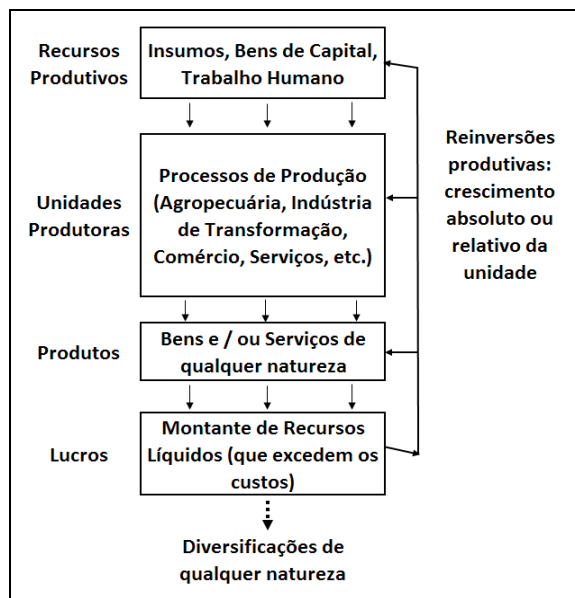 Recursos
Produtivos
Insumos, Bens de Capital,
Trabalho Humano
Reinversões
produtivas:
crescimento
absoluto ou
relativo da
unidade
Unidades
Produtoras
Processos de Produção
(Agropecuária, Indústria
de Transformação,
Comércio, Serviços, etc.)
Produtos
Bens e / ou Serviços de
qualquer natureza
Lucros
Montante de Recursos
Líquidos (que excedem os
custos)
Diversificações de
qualquer natureza